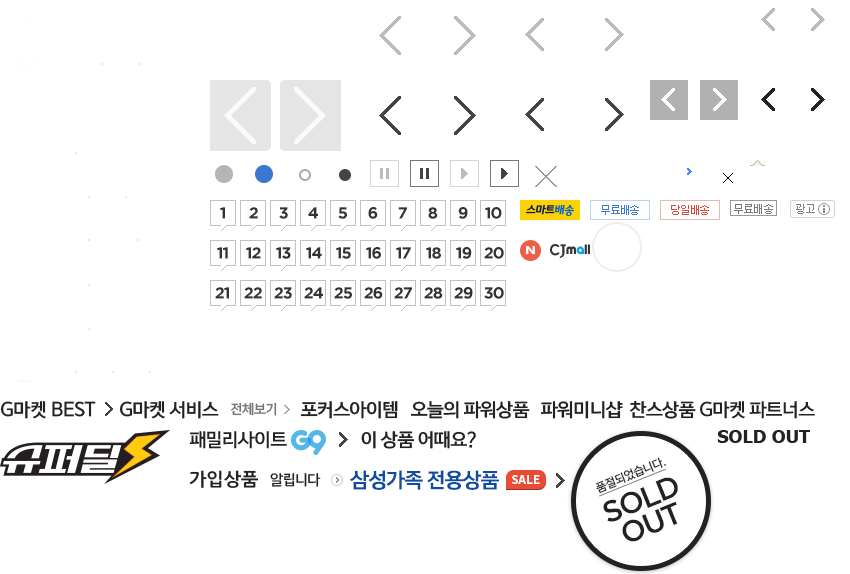 1 2 3 4 5 6 7 8 9 10 스마트배송 무료배송 당일배송 무료배송 광고
11 12 13 14 15 16 17 18 19 20 N CJmall
21 22 23 24 25 26 27 28 29 30
G마켓 BEST G마켓 서비스 전체보기 포커스아이템 오늘의 파워상품 파워미니샵 찬스상품 G마켓 파트너스
슈퍼딜 패밀리사이트 G9 이 상품 어때요? SOLD OUT
가입상품 알립니다 삼성가족 전용상품 SALE
품절되었습니다.
SOLD
OUT